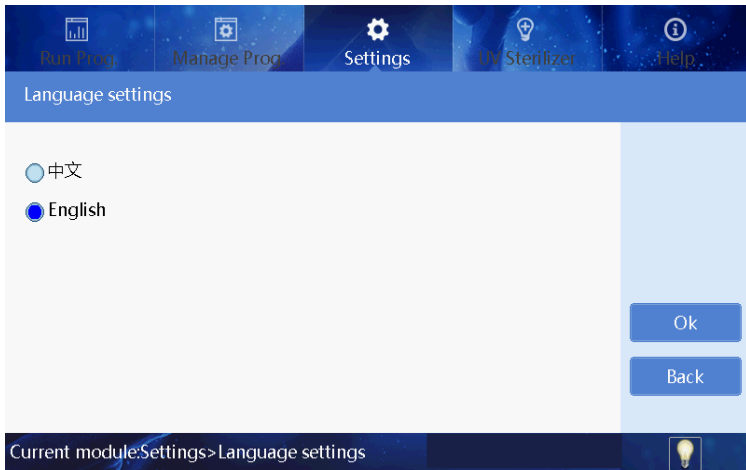 Run Prog. Manage Prog. Settings UV Sterilizer Help
Language settings
中文
English
Ok
Back
Current module:Settings>Language settings